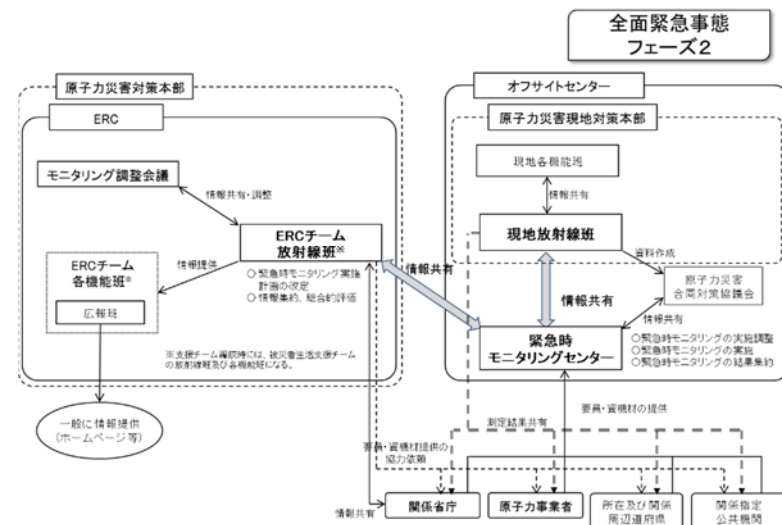 全面緊急事態
フェーズ2
原子力災害対策本部
ERC
モニタリング調整会議
情報共有・調整
ERCチーム
放射線班※
○緊急時モニタリング実施
計画の改定
○情報集約、総合的評価
情報提供
ERCチーム
各機能班※
広報班
※支援チーム編成時には、被災者生活支援チーム
の放射線班及び各機能班になる。
一般に情報提供
(ホームページ等)
情報共有
オフサイトセンター
原子力災害現地対策本部
現地各機能班
情報共有
現地放射線班
資料作成
原子力災害
合同対策協議会
情報共有
情報共有
緊急時
モニタリングセンター
○緊急時モニタリングの実施調整
○緊急時モニタリングの実施
○緊急時モニタリングの結果集約
要員・資機材の提供
測定結果共有
要員・資機材提供の
協力依頼
情報共有
関係省庁
原子力事業者
所在及び関係
周辺道府県
関係指定
公共機関